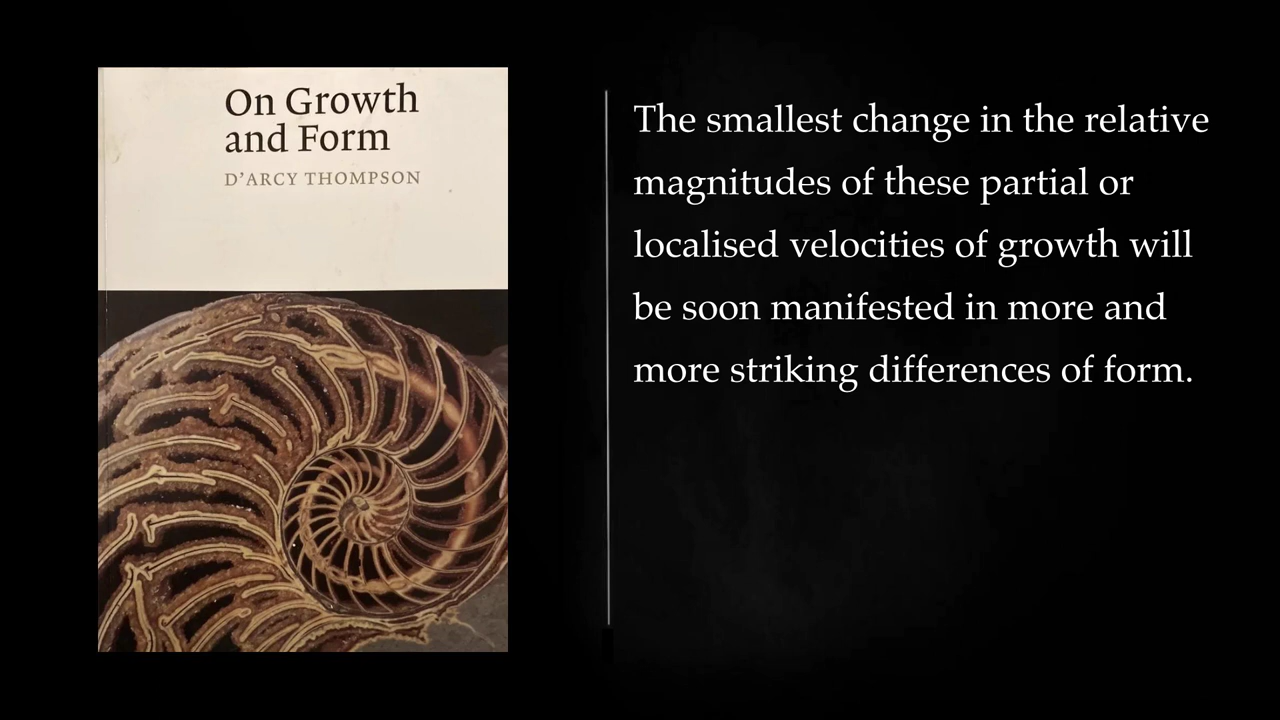 On Growth
and Form
D'ARCY THOMPSON
The smallest change in the relative
magnitudes of these partial or
localised velocities of growth will
be soon manifested in more and
more striking differences of form.